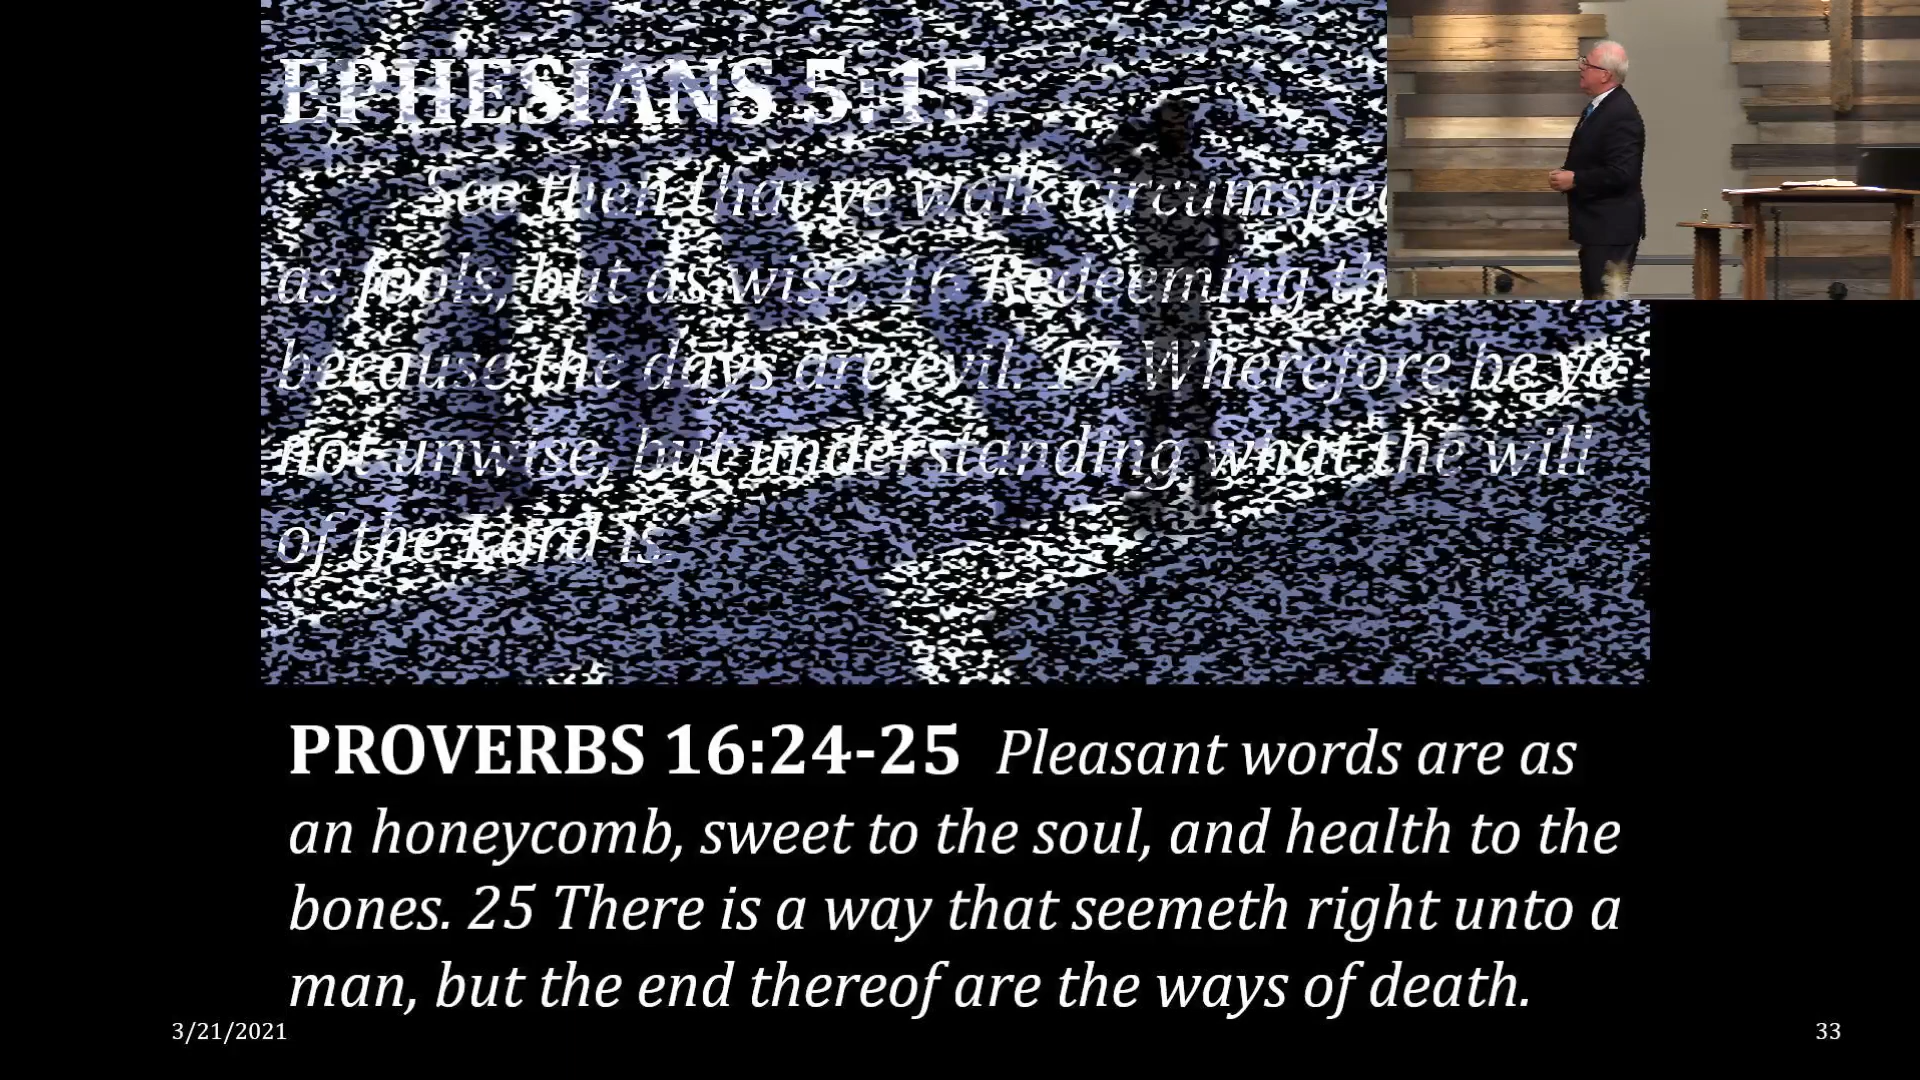 EPHESIANS 5:15
See then that ye walk circumspec
as fools, but as wise, 16 Redeeming th
because the days are evil. 17 Wherefore be ye
not unwise, but understanding what the will
of the Lord is.
PROVERBS 16:24-25 Pleasant words are as
an honeycomb, sweet to the soul, and health to the
bones. 25 There is a way that seemeth right unto a
man, but the end thereof are the ways of death.
3/21/2021
33